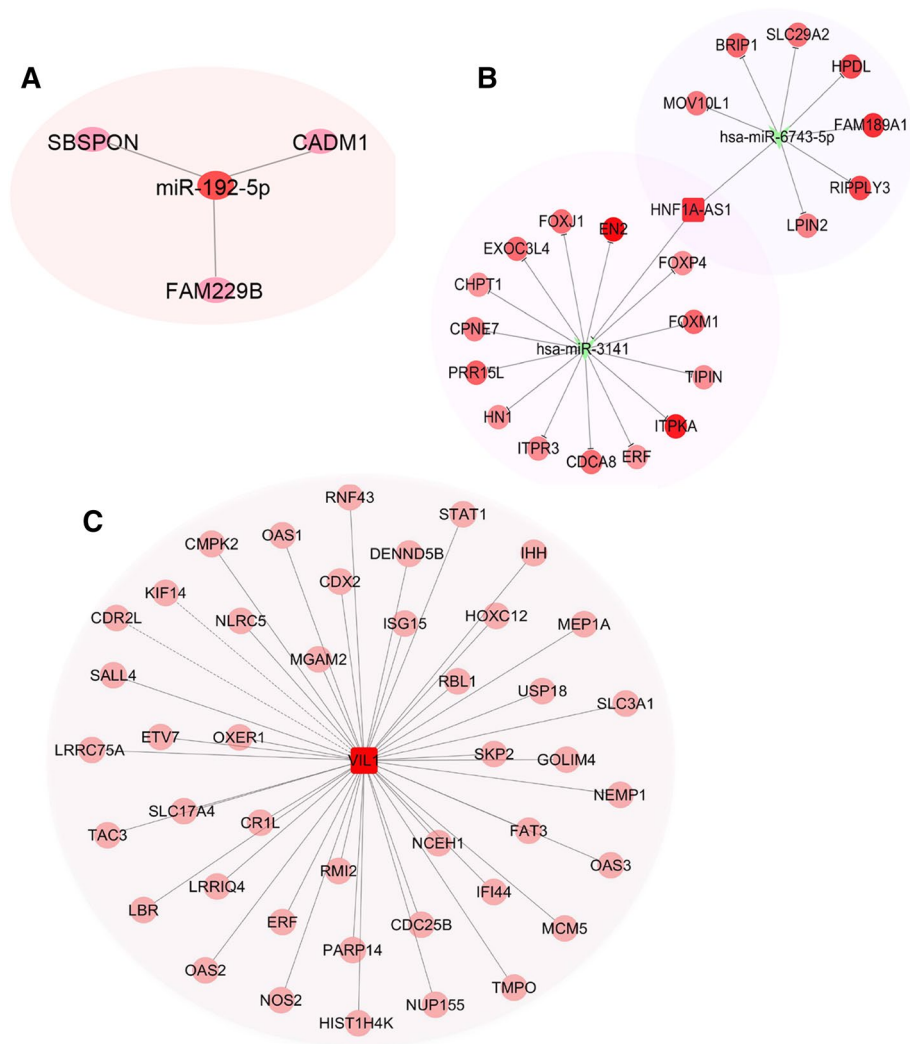 A
SBSPON
CADM1
miR-192-5p
FAM229B
B
BRIP1
SLC29A2
HPDL
MOV10L1
FAM189A1
hsa-miR-6743-5p
RIPPLY3
LPIN2
HNF1A-AS1
FOXJ1
EN2
EXOC3L4
FOXP4
CHPT1
CPNE7
FOXM1
hsa-miR-3141
PRR15L
TIPIN
HN1
ITPKA
ITPR3
CDCA8
ERF
C
RNF43
STAT1
OAS1
CMPK2
DENND5B
IHH
CDX2
KIF14
CDR2L
NLRC5
ISG15
HOXC12
MEP1A
MGAM2
SALL4
RBL1
USP18
SLC3A1
ETV7
OXER1
LRRC75A
VIL1
SKP2
GOLIM4
NEMP1
SLC17A4
TAC3
CR1L
FAT3
NCEH1
OAS3
RMI2
LRRIQ4
IFI44
LBR
ERF
CDC25B
MCM5
PARP14
OAS2
TMPO
NOS2
NUP155
HIST1H4K